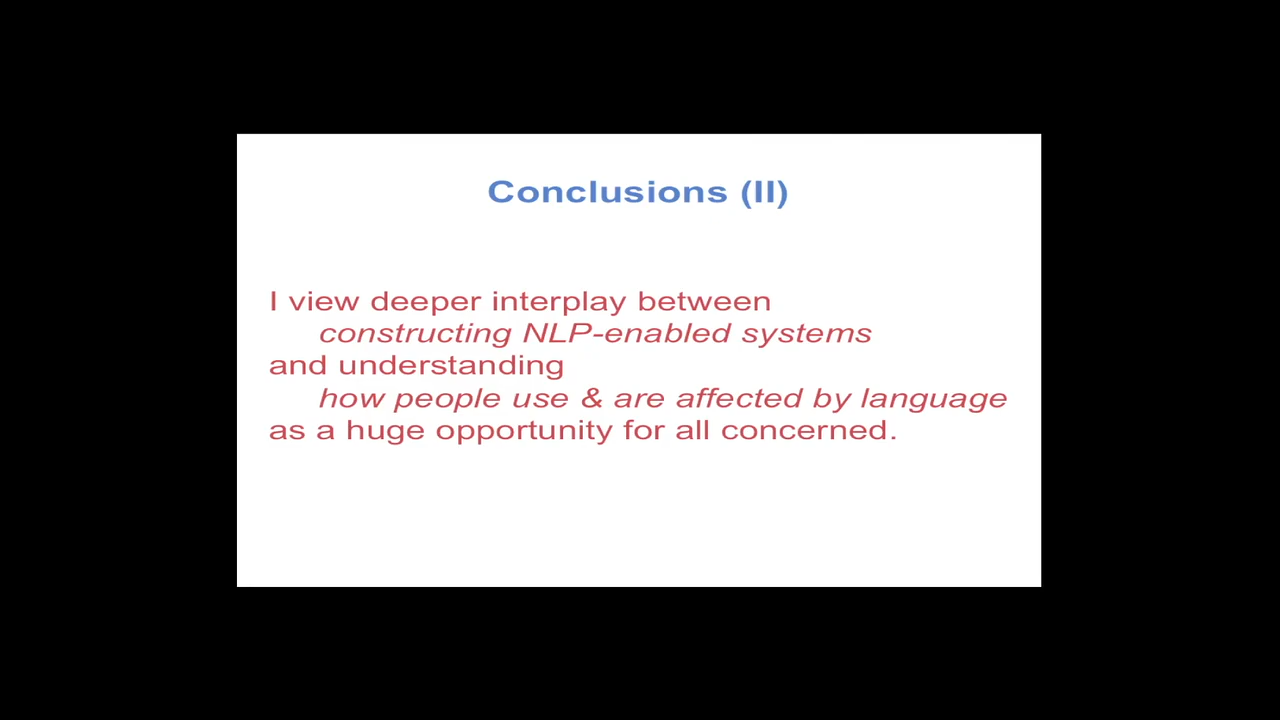 Conclusions (II)
I view deeper interplay between
constructing NLP-enabled systems
and understanding
how people use & are affected by language
as a huge opportunity for all concerned.